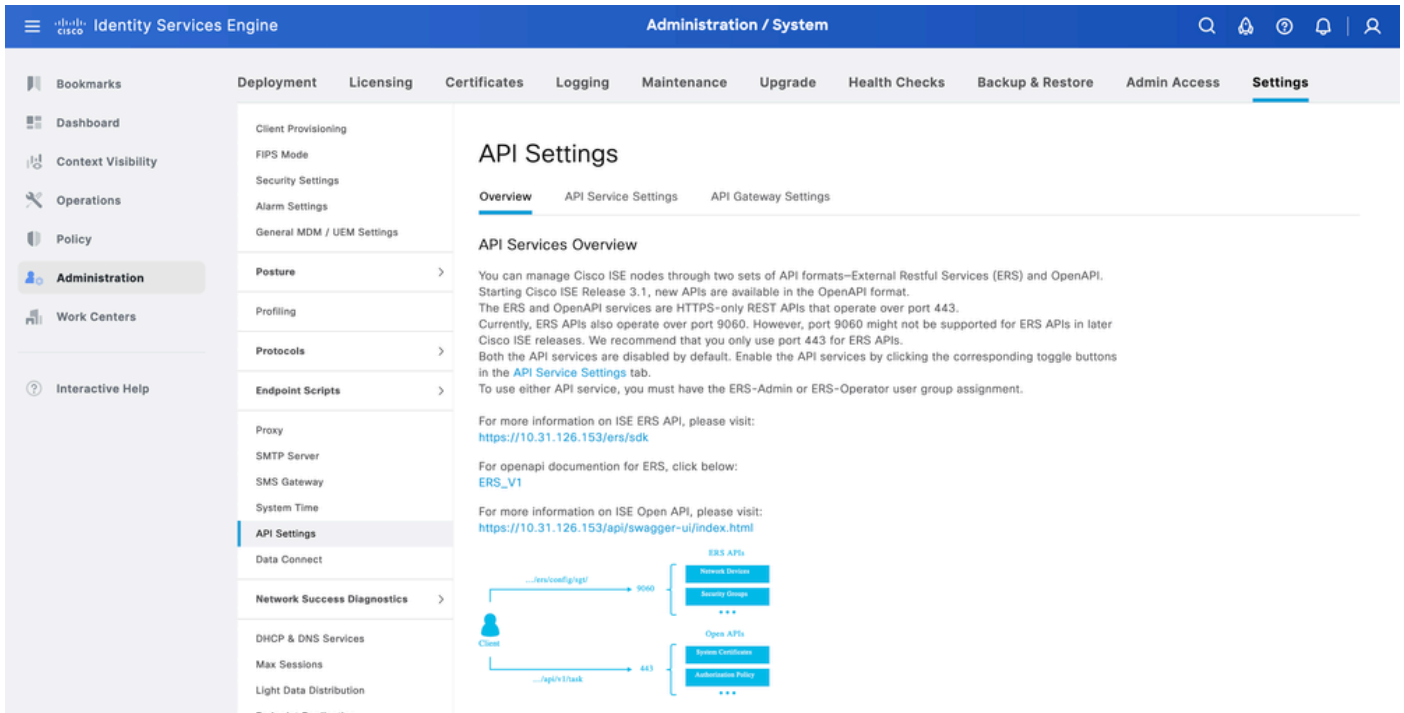 cisco Identity Services Engine
Administration / System
Bookmarks
Dashboard
Context Visibility
Operations
Policy
Administration
Work Centers
Interactive Help
Deployment Licensing Certificates Logging Maintenance Upgrade Health Checks Backup & Restore Admin Access Settings
Client Provisioning
FIPS Mode
Security Settings
Alarm Settings
General MDM / UEM Settings
Posture
Profiling
Protocols
Endpoint Scripts
Proxy
SMTP Server
SMS Gateway
System Time
API Settings
Data Connect
Network Success Diagnostics
DHCP & DNS Services
Max Sessions
Light Data Distribution
API Settings
Overview API Service Settings API Gateway Settings
API Services Overview
You can manage Cisco ISE nodes through two sets of API formats—External Restful Services (ERS) and OpenAPI.
Starting Cisco ISE Release 3.1, new APIs are available in the OpenAPI format.
The ERS and OpenAPI services are HTTPS-only REST APIs that operate over port 443.
Currently, ERS APIs also operate over port 9060. However, port 9060 might not be supported for ERS APIs in later
Cisco ISE releases. We recommend that you only use port 443 for ERS APIs.
Both the API services are disabled by default. Enable the API services by clicking the corresponding toggle buttons
in the API Service Settings tab.
To use either API service, you must have the ERS-Admin or ERS-Operator user group assignment.
For more information on ISE ERS API, please visit:
https://10.31.126.153/ers/sdk
For openapi documention for ERS, click below:
ERS_V1
For more information on ISE Open API, please visit:
https://10.31.126.153/api/swagger-ui/index.html
ERS APIs
.../ers/config/sgt/
9060
Network Devices
Security Groups
Client
Open APIs
System Certificates
443
Authorization Policy
.../api/v1/task